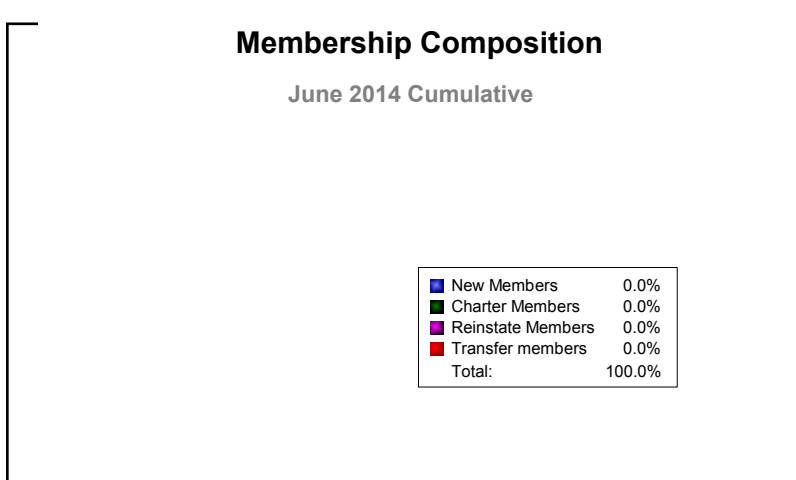 Membership Composition
June 2014 Cumulative
New Members 0.0%
Charter Members 0.0%
Reinstate Members 0.0%
Transfer members 0.0%
Total: 100.0%